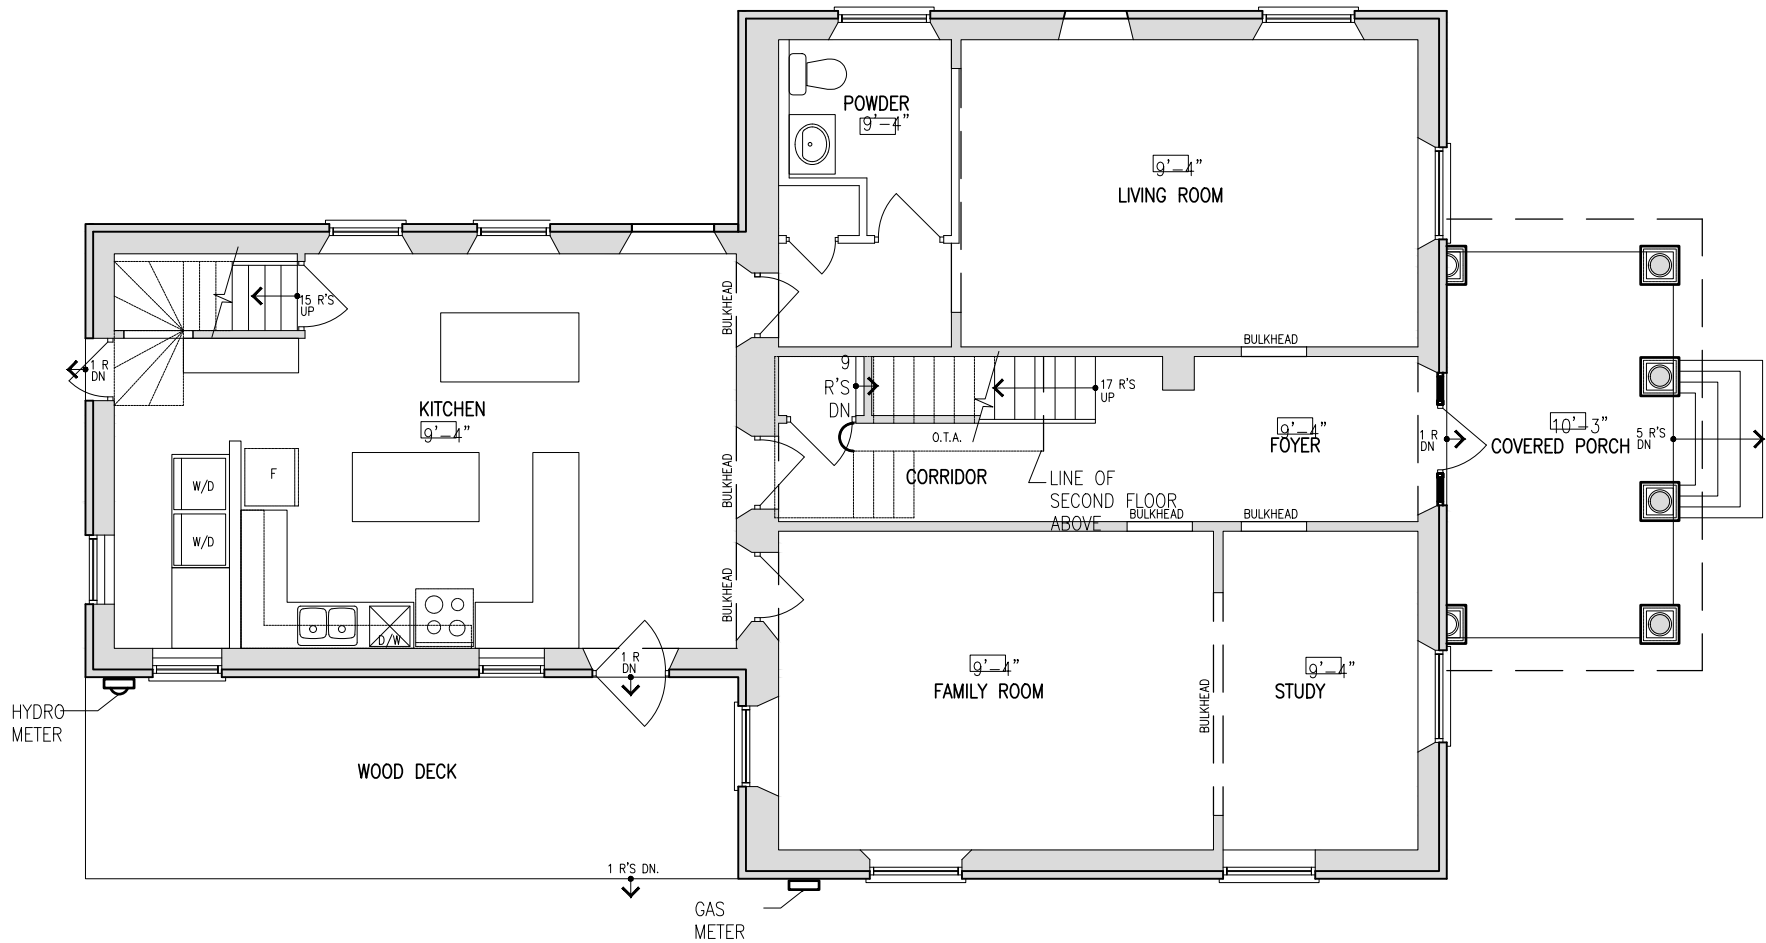 POWDER
9'-4"
9'-4"
LIVING ROOM
BULKHEAD
15 R'S
UP
1 R
DN
KITCHEN
9'-4"
BULKHEAD
9
R'S
DN
17 R'S
UP
O.T.A.
CORRIDOR
LINE OF
SECOND FLOOR
ABOVE
9'-4"
FOYER
1 R
DN
10'-3"
COVERED PORCH
5 R'S
DN
F
W/D
W/D
BULKHEAD
BULKHEAD
BULKHEAD
BULKHEAD
D/W
1 R
DN
9'-4"
FAMILY ROOM
BULKHEAD
9'-4"
STUDY
HYDRO
METER
WOOD DECK
1 R'S DN.
GAS
METER